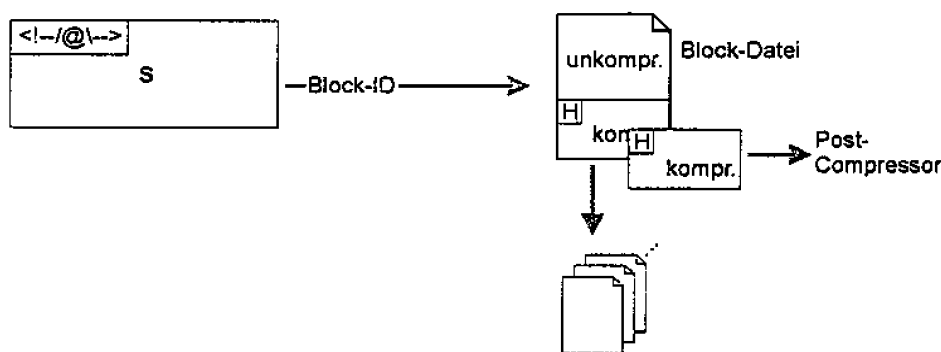 <!--/@\-->
S
Block-ID
unkompr.
Block-Datei
H
kom
H
kompr.
Post-
Compressor